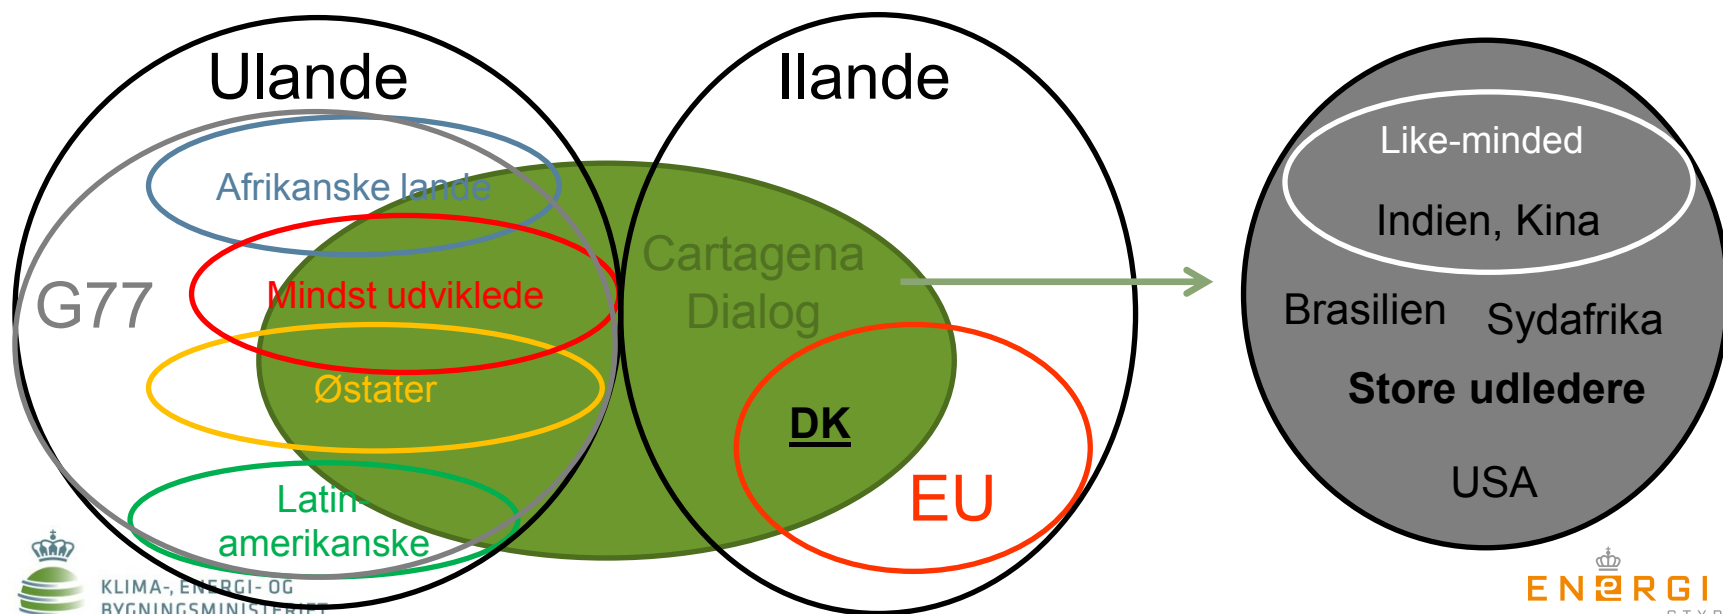 Ulande
Ilande
Like-minded
Afrikanske lande
Indien, Kina
Cartagena
Dialog
G77
Mindst udviklede
Brasilien
Sydafrika
Østater
Store udledere
DK
Latin-
amerikanske
EU
USA
KLIMA-, ENERGI- OG
BYGNINGSMINISTERIET
ENERGI